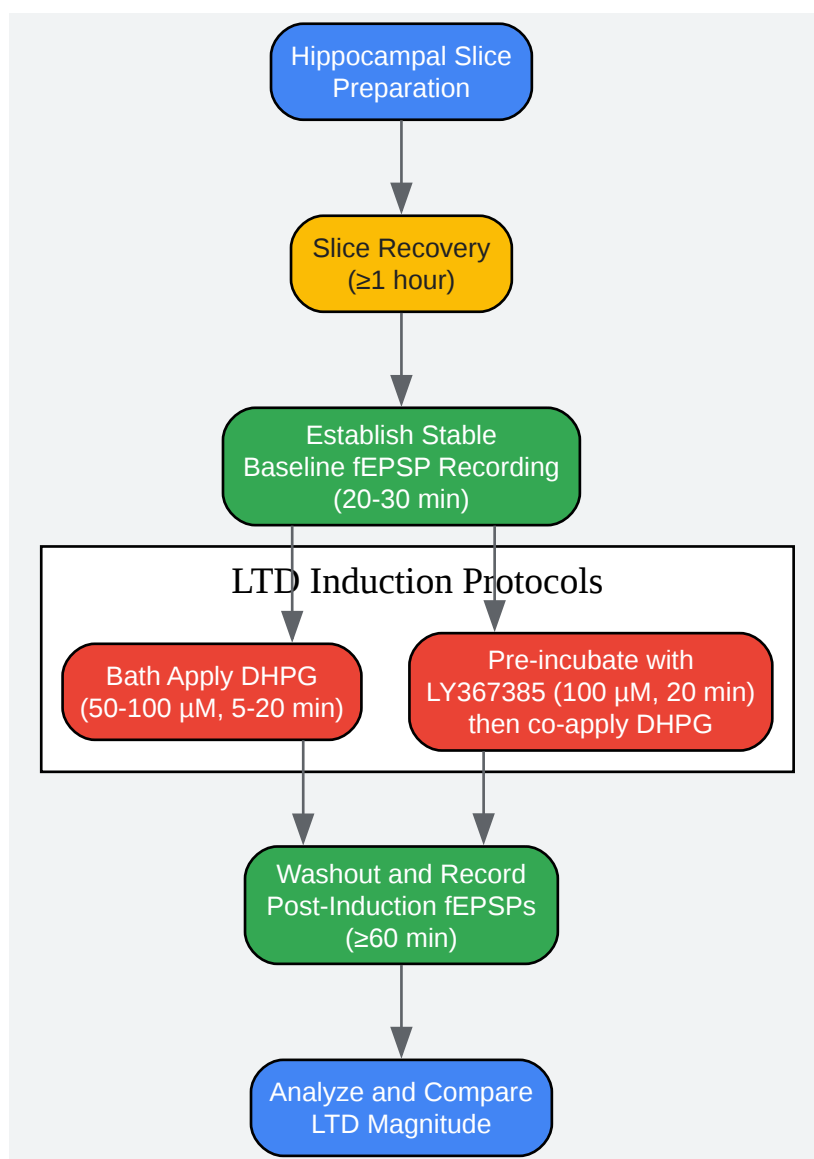 Hippocampal Slice
Preparation
Slice Recovery
(≥1 hour)
Establish Stable
Baseline fEPSP Recording
(20-30 min)
LTD Induction Protocols
Bath Apply DHPG
(50-100 µM, 5-20 min)
Pre-incubate with
LY367385 (100 µM, 20 min)
then co-apply DHPG
Washout and Record
Post-Induction fEPSPs
(≥60 min)
Analyze and Compare
LTD Magnitude